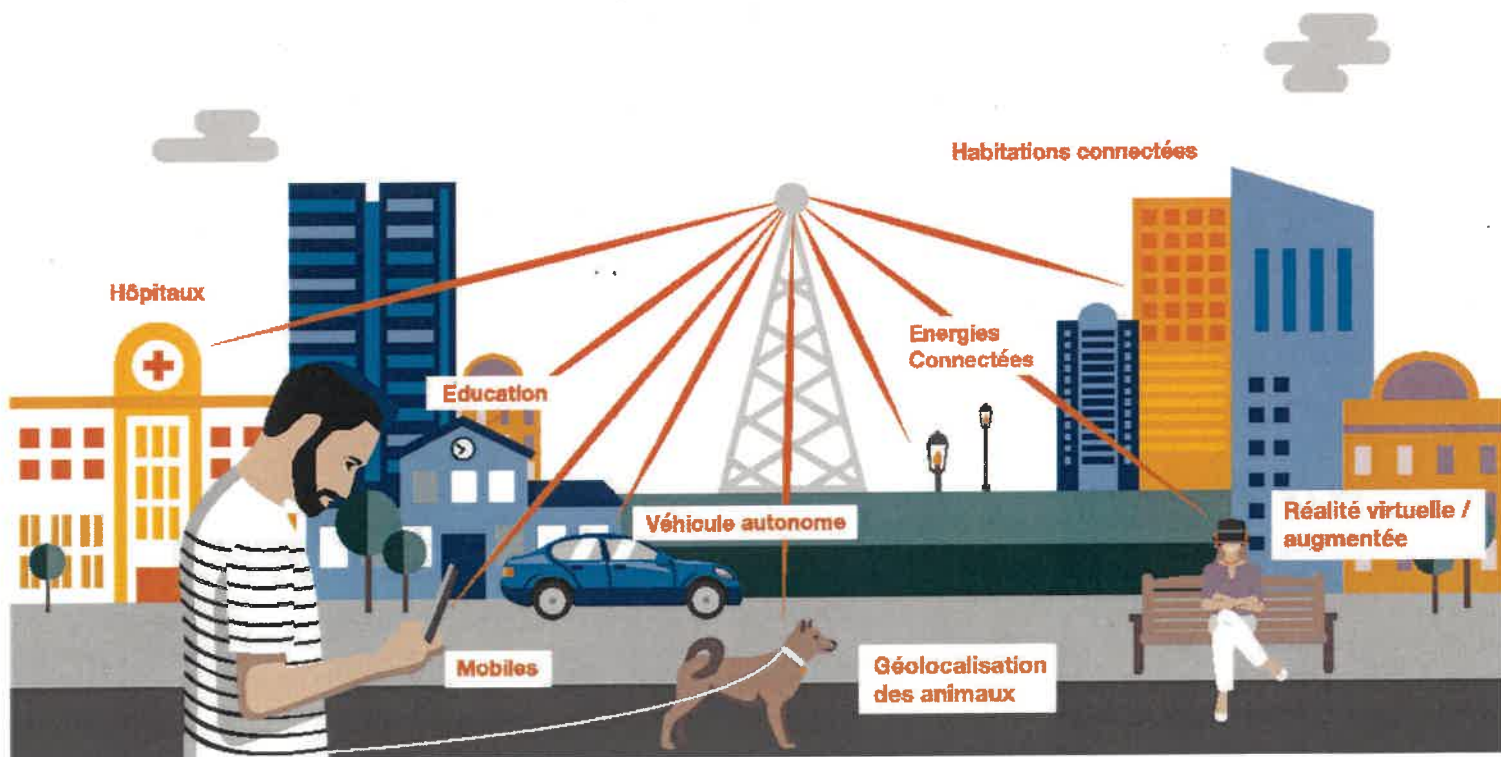 Habitations connectées
Hôpitaux
Energies
Connectées
Education
Véhicule autonome
Réalité virtuelle /
augmentée
Mobiles
Géolocalisation
des animaux